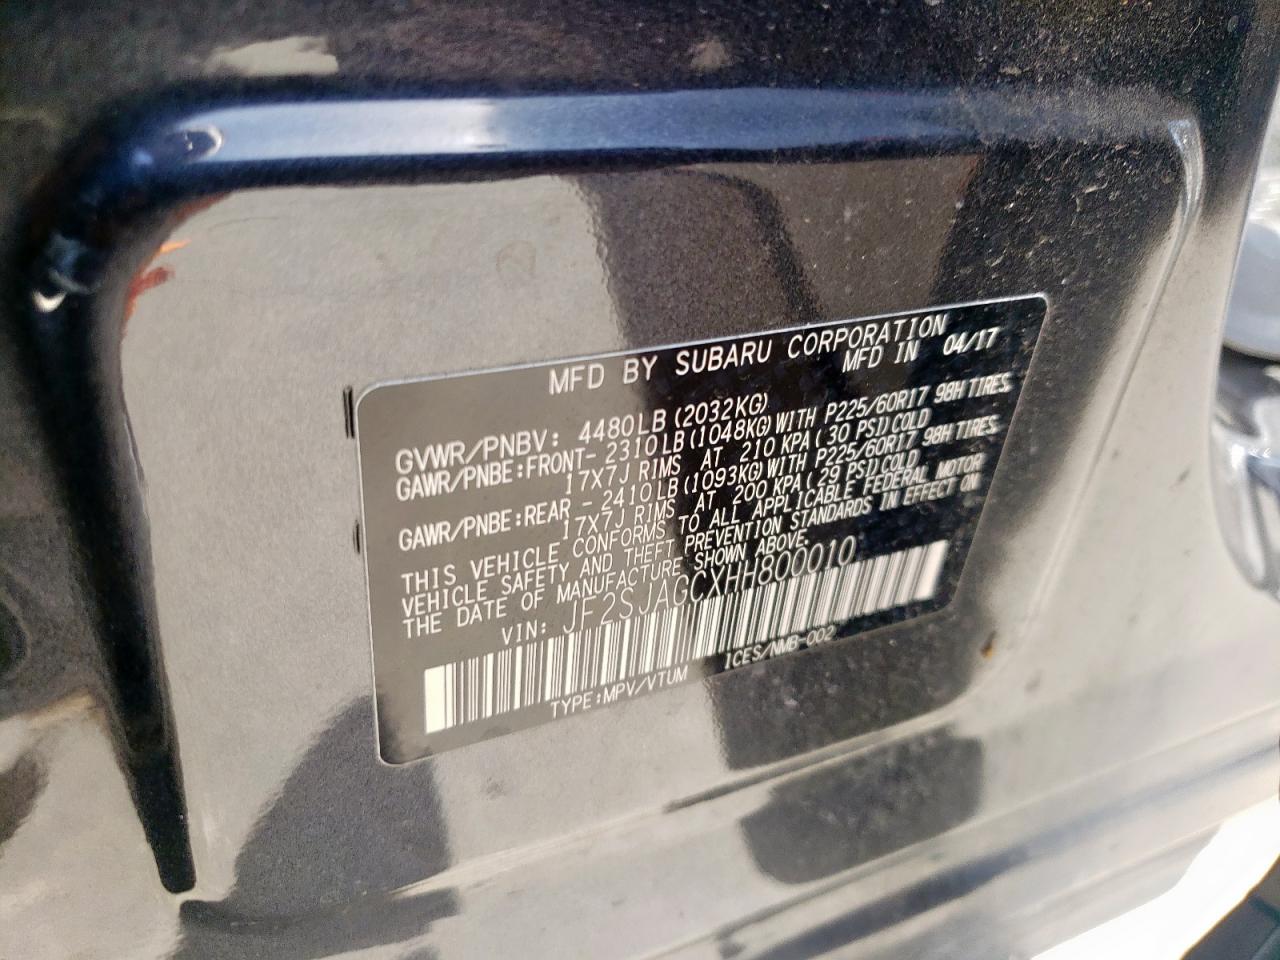 MFD BY SUBARU CORPORATION
MFD IN 04/17
GVWR/PNBV: 4480LB(2032KG)
GAWR/PNBE:FRONT- 2310LB(1048KG)WITH P225/60R17 98H TIRES
17X7J RIMS AT 210 KPA(30 PSI)COLD
GAWR/PNBE:REAR - 2410LB(1093KG)WITH P225/60R17 98H TIRES
17X7J RIMS AT 200 KPA(29 PSI)COLD
THIS VEHICLE CONFORMS TO ALL APPLICABLE FEDERAL MOTOR
VEHICLE SAFETY AND THEFT PREVENTION STANDARDS IN EFFECT ON
THE DATE OF MANUFACTURE SHOWN ABOVE.
VIN: JF2SJAGCXHH800010
TYPE:MPV/VTUM ICES/NMB-002